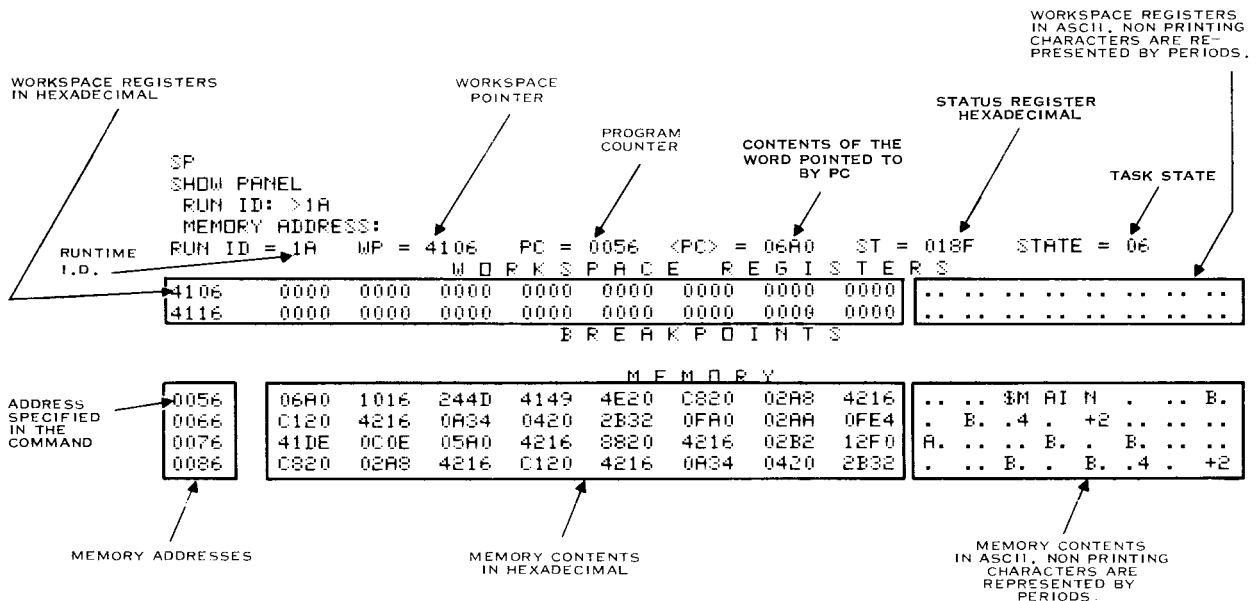 WORKSPACE REGISTERS
IN ASCII, NON PRINTING
CHARACTERS ARE RE-
PRESENTED BY PERIODS.
WORKSPACE REGISTERS
IN HEXADECIMAL
WORKSPACE
POINTER
STATUS REGISTER
HEXADECIMAL
PROGRAM
COUNTER
CONTENTS OF THE
WORD POINTED TO
BY PC
TASK STATE
SP
SHOW PANEL
RUN ID: >1A
MEMORY ADDRESS:
RUNTIME
I.D.
RUN ID = 1A WP = 4106 PC = 0056 <PC> = 06A0 ST = 018F STATE = 06
W O R K S P A C E R E G I S T E R S
4106 0000 0000 0000 0000 0000 0000 0000 0000 .. .. .. .. .. .. .. ..
4116 0000 0000 0000 0000 0000 0000 0000 0000 .. .. .. .. .. .. .. ..
B R E A K P O I N T S
M E M O R Y
ADDRESS
SPECIFIED
IN THE
COMMAND
0056 06A0 1016 244D 4149 4E20 C820 02A8 4216 .. .. $M AI N . .. B.
0066 C120 4216 0A34 0420 2B32 0FA0 02AA 0FE4 . B. .4 . +2 .. .. ..
0076 41DE 0C0E 05A0 4216 8820 4216 02B2 12F0 A. .. .. B. . B. .. ..
0086 C820 02A8 4216 C120 4216 0A34 0420 2B32 . .. B. . B. .4 . +2
MEMORY ADDRESSES
MEMORY CONTENTS
IN HEXADECIMAL
MEMORY CONTENTS
IN ASCII, NON PRINTING
CHARACTERS ARE
REPRESENTED BY
PERIODS.